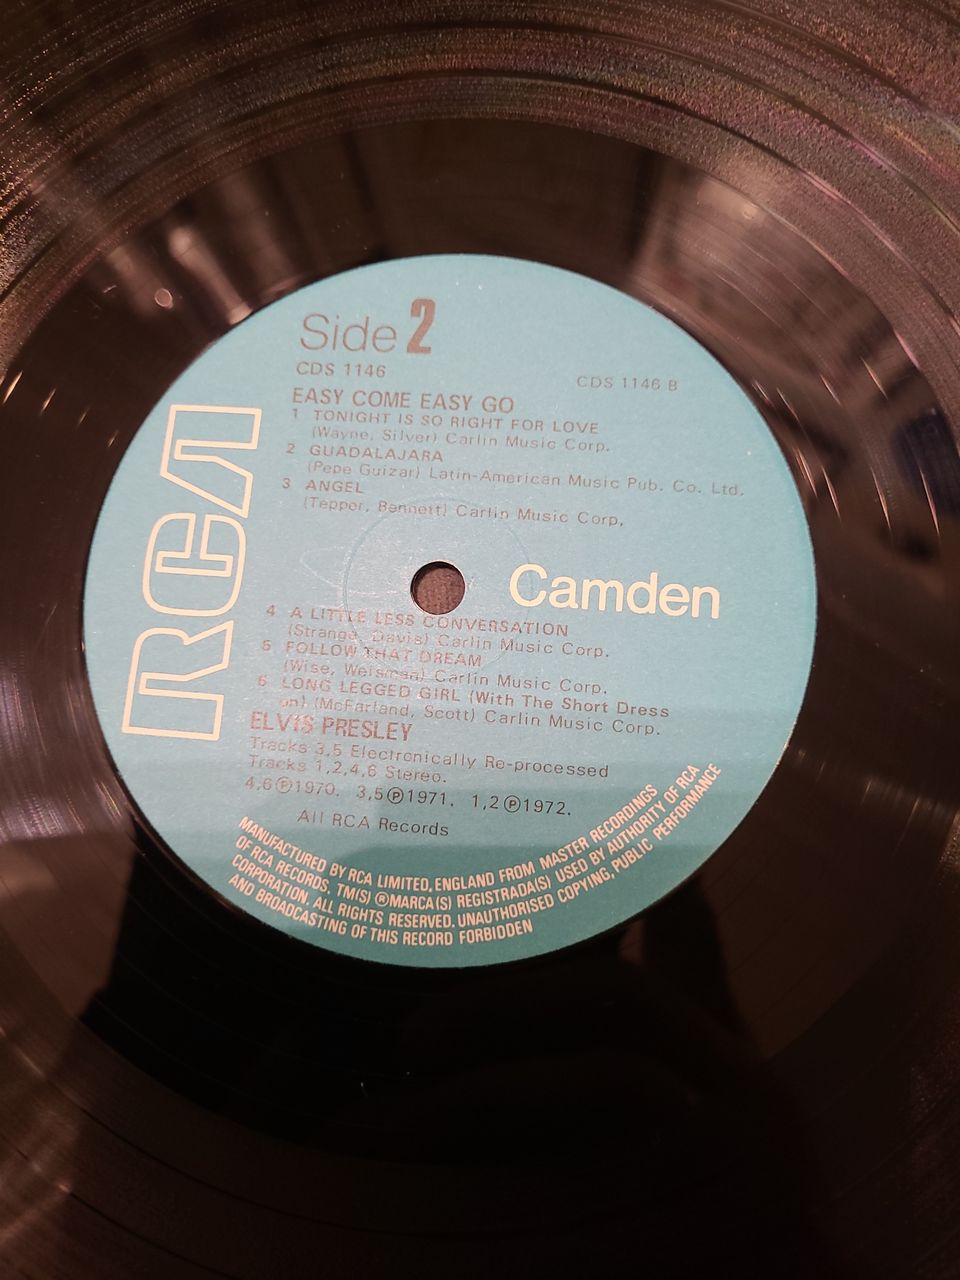 Side 2
CDS 1146
CDS 1146 B
EASY COME EASY GO
1 TONIGHT IS SO RIGHT FOR LOVE
(Wayne, Silver) Carlin Music Corp.
2 GUADALAJARA
(Pepe Guizar) Latin-American Music Pub. Co. Ltd.
3 ANGEL
(Tepper, Bennett) Carlin Music Corp,
RCA
Camden
4 A LITTLE LESS CONVERSATION
(Strange, Davis) Carlin Music Corp.
5 FOLLOW THAT DREAM
(Wise, Weisman) Carlin Music Corp.
6 LONG LEGGED GIRL (With The Short Dress
on) (McFarland, Scott) Carlin Music Corp.
ELVIS PRESLEY
Tracks 3,5 Electronically Re-processed
Tracks 1,2,4,6 Stereo.
4,6 ℗ 1970. 3,5 ℗ 1971. 1,2 ℗ 1972.
All RCA Records
MANUFACTURED BY RCA LIMITED, ENGLAND FROM MASTER RECORDINGS
OF RCA RECORDS. TM(S) ® MARCA(S) REGISTRADA(S) USED BY AUTHORITY OF RCA
CORPORATION. ALL RIGHTS RESERVED. UNAUTHORISED COPYING, PUBLIC PERFORMANCE
AND BROADCASTING OF THIS RECORD FORBIDDEN